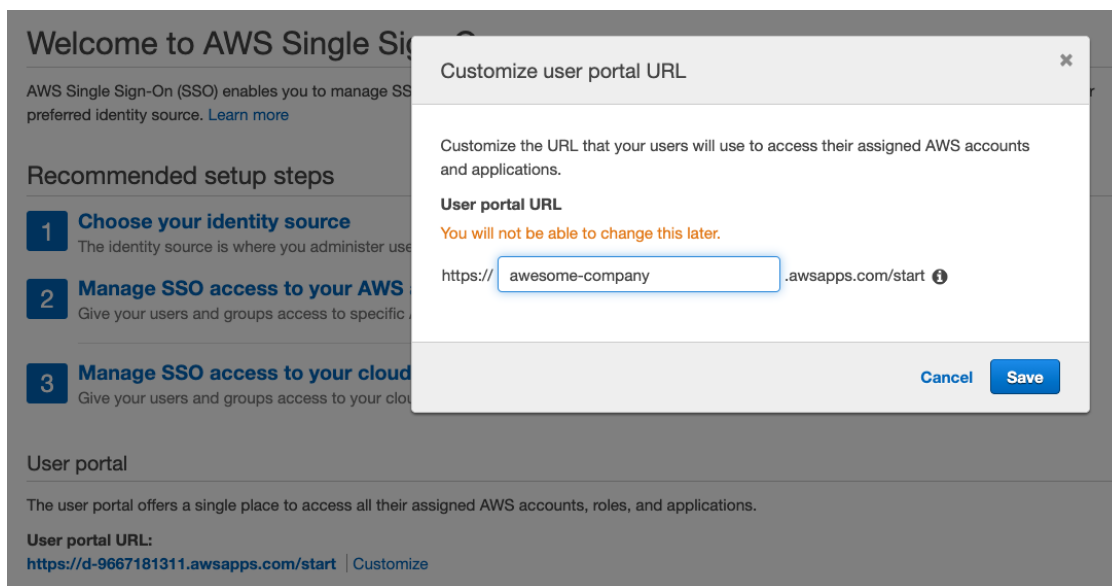 Welcome to AWS Single Sig
AWS Single Sign-On (SSO) enables you to manage SS
preferred identity source. Learn more
Recommended setup steps
1 Choose your identity source
The identity source is where you administer use
2 Manage SSO access to your AWS
Give your users and groups access to specific
3 Manage SSO access to your cloud
Give your users and groups access to your clou
User portal
The user portal offers a single place to access all their assigned AWS accounts, roles, and applications.
User portal URL:
https://d-9667181311.awsapps.com/start | Customize
Customize user portal URL
Customize the URL that your users will use to access their assigned AWS accounts
and applications.
User portal URL
You will not be able to change this later.
https:// awesome-company .awsapps.com/start
Cancel Save